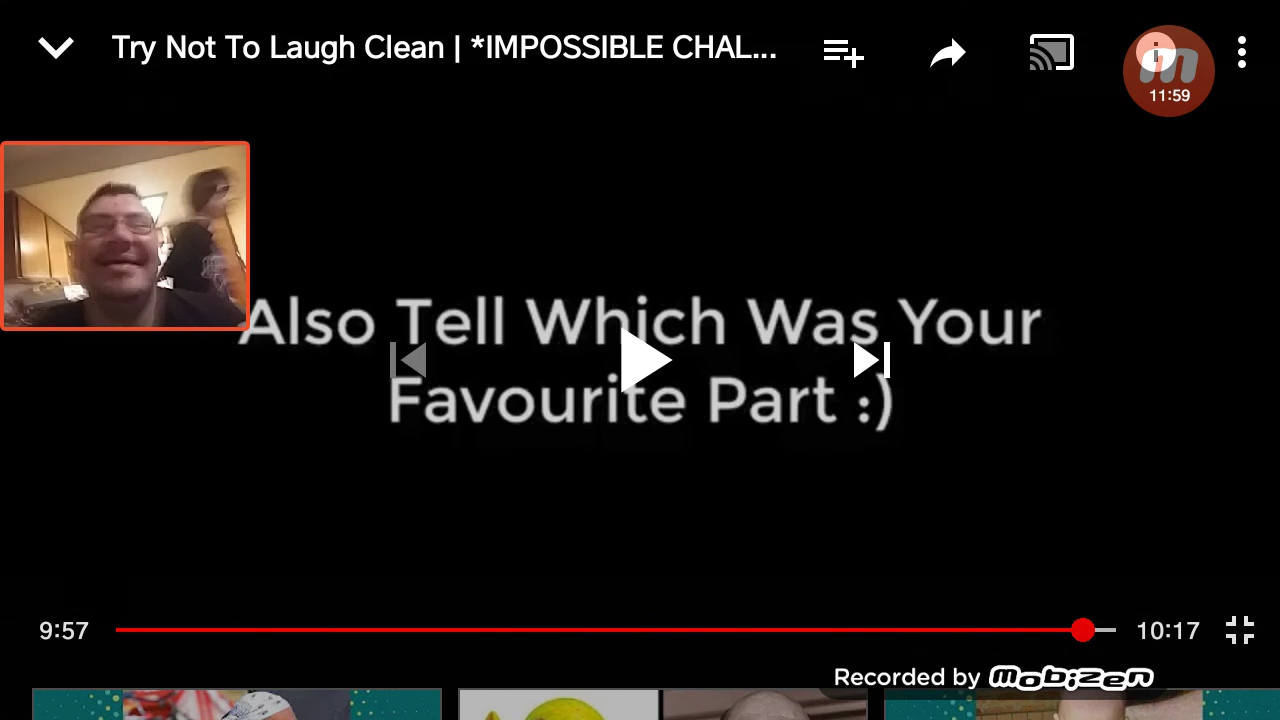 Try Not To Laugh Clean | *IMPOSSIBLE CHAL...
11:59
Also Tell Which Was Your
Favourite Part :)
9:57
10:17
Recorded by mobizen